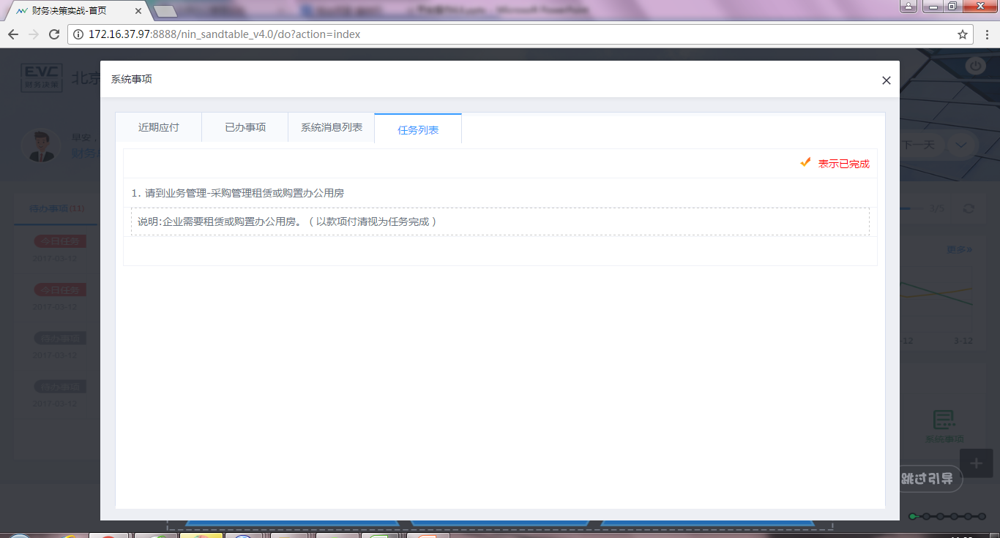 财务决策实战-首页
Microsoft PowerPoint
172.16.37.97:8888/nin_sandtable_v4.0/do?action=index
EVC
财务决策
北京
系统事项
近期应付
已办事项
系统消息列表
任务列表
表示已完成
1. 请到业务管理-采购管理租赁或购置办公用房
说明:企业需要租赁或购置办公用房。（以款项付清视为任务完成）
早安，
财务
下一天
待办事项(11)
3/5
今日任务
2017-03-12
更多»
今日任务
2017-03-12
待办事项
2017-03-12
-12
3-12
待办事项
2017-03-12
系统事项
跳过引导